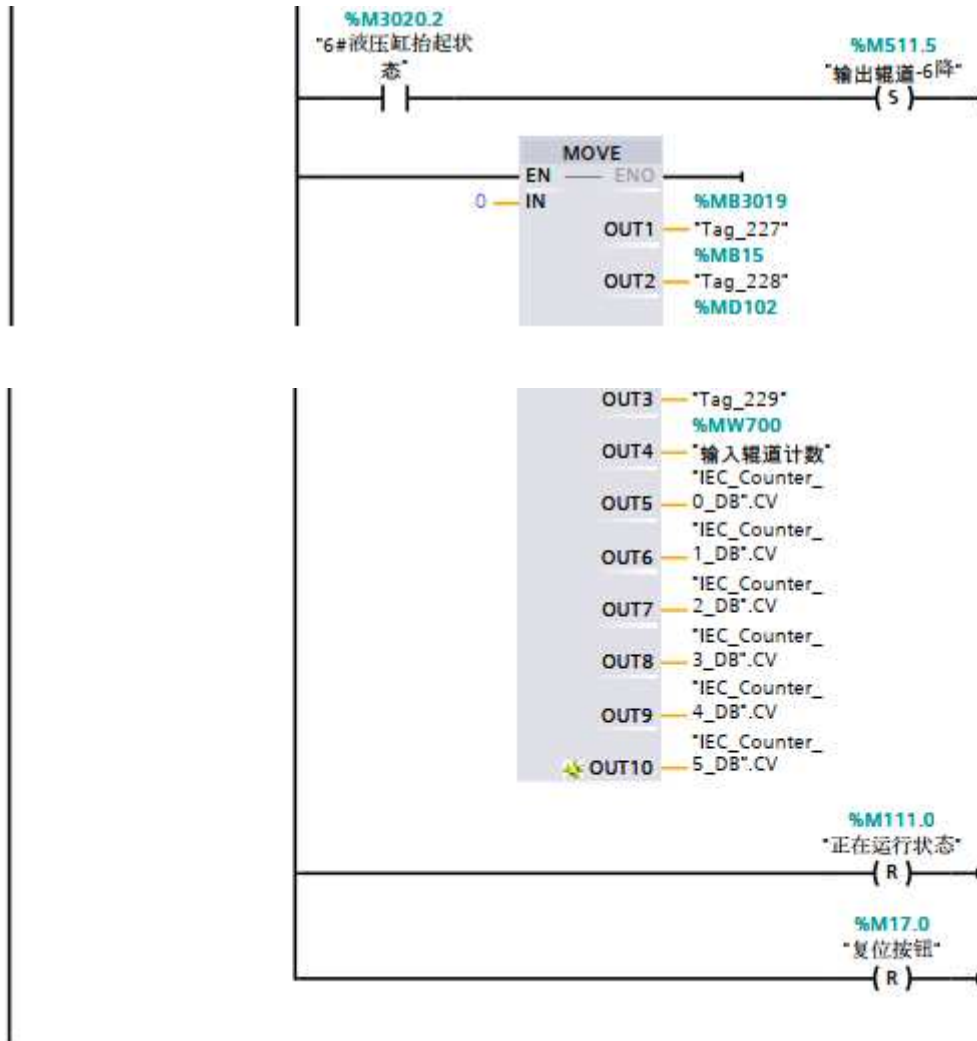 %M3020.2
"6#液压缸抬起状
态"
%M511.5
"输出辊道-6降"
S
MOVE
EN ENO
0 IN
%MB3019
OUT1 "Tag_227"
%MB15
OUT2 "Tag_228"
%MD102
OUT3 "Tag_229"
%MW700
OUT4 "输入辊道计数"
"IEC_Counter_
OUT5 0_DB".CV
"IEC_Counter_
OUT6 1_DB".CV
"IEC_Counter_
OUT7 2_DB".CV
"IEC_Counter_
OUT8 3_DB".CV
"IEC_Counter_
OUT9 4_DB".CV
"IEC_Counter_
OUT10 5_DB".CV
%M111.0
"正在运行状态"
R
%M17.0
"复位按钮"
R